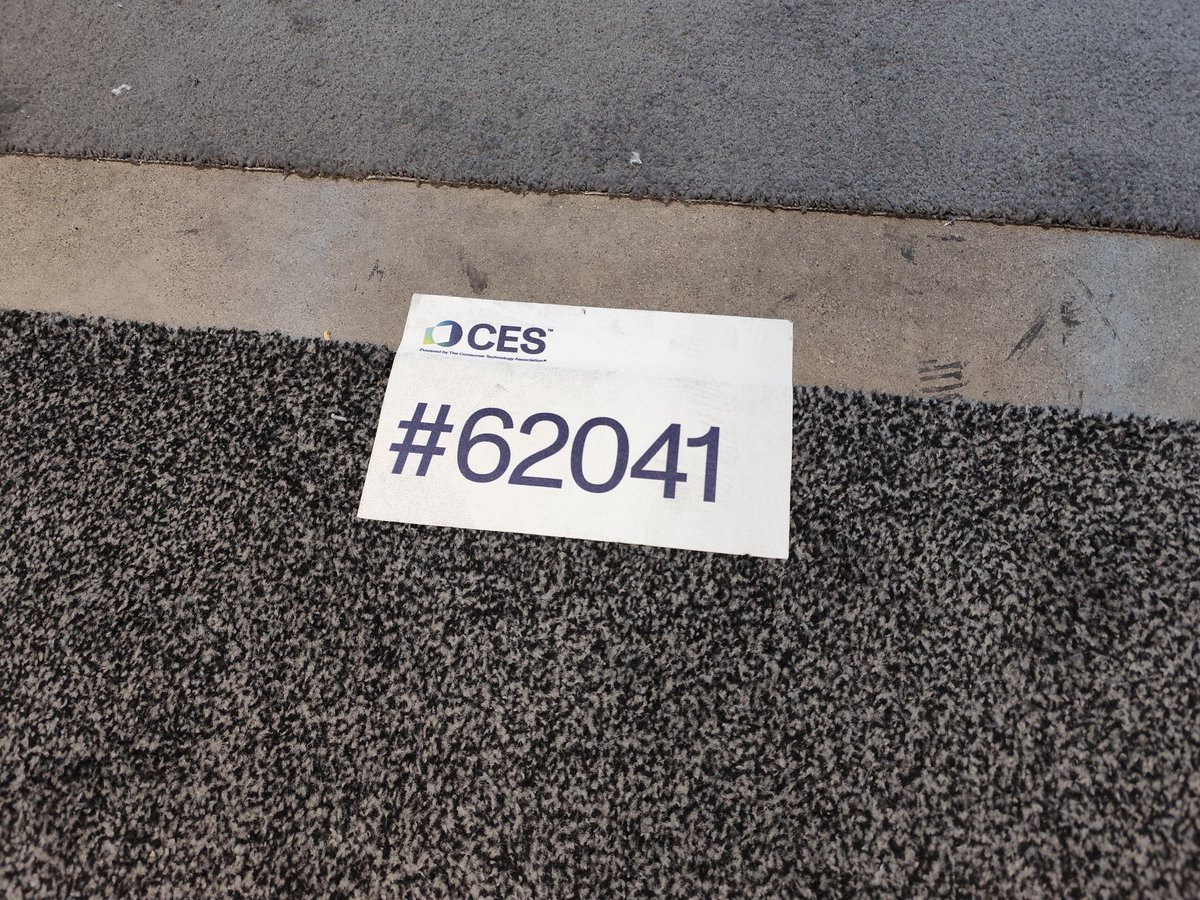 CES™
Powered by The Consumer Technology Association®
#62041